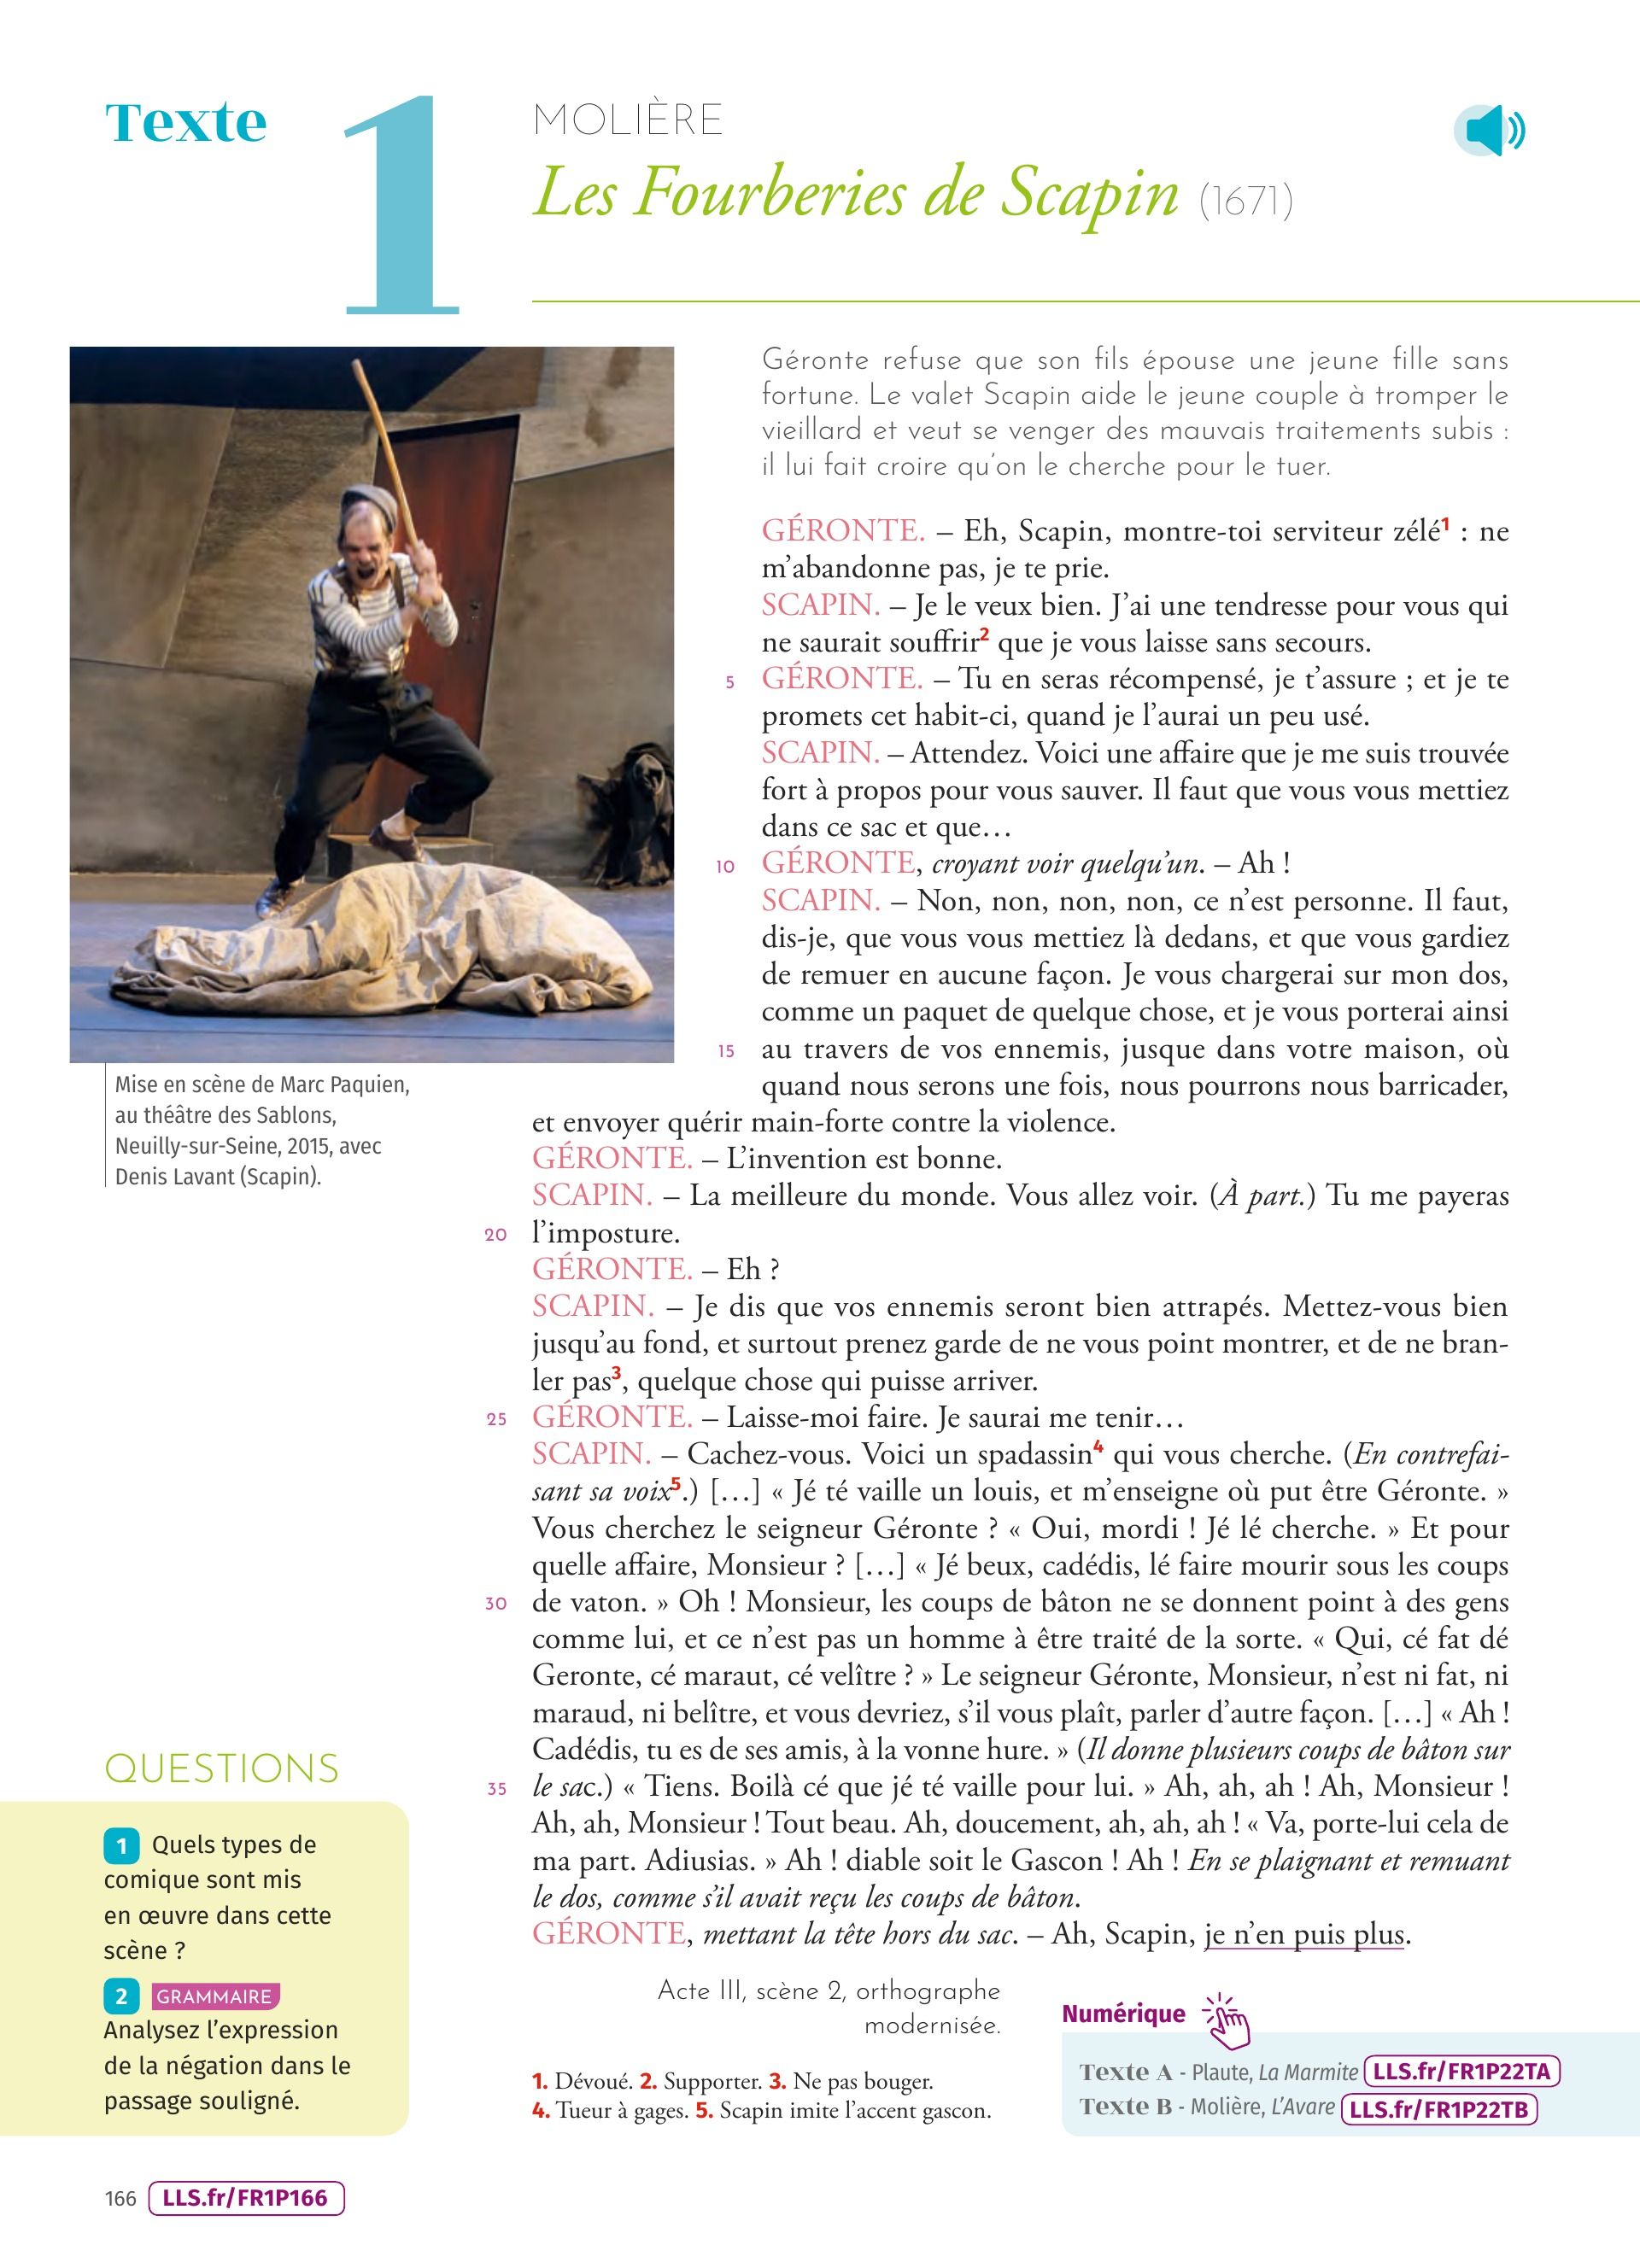 Texte 1
MOLIÈRE
Les Fourberies de Scapin (1671)
Géronte refuse que son fils épouse une jeune fille sans
fortune. Le valet Scapin aide le jeune couple à tromper le
vieillard et veut se venger des mauvais traitements subis :
il lui fait croire qu'on le cherche pour le tuer.
GÉRONTE. – Eh, Scapin, montre-toi serviteur zélé1 : ne
m'abandonne pas, je te prie.
SCAPIN. – Je le veux bien. J'ai une tendresse pour vous qui
ne saurait souffrir2 que je vous laisse sans secours.
5 GÉRONTE. – Tu en seras récompensé, je t'assure ; et je te
promets cet habit-ci, quand je l'aurai un peu usé.
SCAPIN. – Attendez. Voici une affaire que je me suis trouvée
fort à propos pour vous sauver. Il faut que vous vous mettiez
dans ce sac et que…
10 GÉRONTE, croyant voir quelqu'un. – Ah !
SCAPIN. – Non, non, non, non, ce n'est personne. Il faut,
dis-je, que vous vous mettiez là dedans, et que vous gardiez
de remuer en aucune façon. Je vous chargerai sur mon dos,
comme un paquet de quelque chose, et je vous porterai ainsi
15 au travers de vos ennemis, jusque dans votre maison, où
quand nous serons une fois, nous pourrons nous barricader,
et envoyer quérir main-forte contre la violence.
GÉRONTE. – L'invention est bonne.
SCAPIN. – La meilleure du monde. Vous allez voir. (À part.) Tu me payeras
20 l'imposture.
GÉRONTE. – Eh ?
SCAPIN. – Je dis que vos ennemis seront bien attrapés. Mettez-vous bien
jusqu'au fond, et surtout prenez garde de ne vous point montrer, et de ne bran-
ler pas3, quelque chose qui puisse arriver.
25 GÉRONTE. – Laisse-moi faire. Je saurai me tenir…
SCAPIN. – Cachez-vous. Voici un spadassin4 qui vous cherche. (En contrefai-
sant sa voix5.) […] « Jé té vaille un louis, et m'enseigne où put être Géronte. »
Vous cherchez le seigneur Géronte ? « Oui, mordi ! Jé lé cherche. » Et pour
quelle affaire, Monsieur ? […] « Jé beux, cadédis, lé faire mourir sous les coups
30 de vaton. » Oh ! Monsieur, les coups de bâton ne se donnent point à des gens
comme lui, et ce n'est pas un homme à être traité de la sorte. « Qui, cé fat dé
Geronte, cé maraut, cé velître ? » Le seigneur Géronte, Monsieur, n'est ni fat, ni
maraud, ni belître, et vous devriez, s'il vous plaît, parler d'autre façon. […] « Ah !
Cadédis, tu es de ses amis, à la vonne hure. » (Il donne plusieurs coups de bâton sur
35 le sac.) « Tiens. Boilà cé que jé té vaille pour lui. » Ah, ah, ah ! Ah, Monsieur !
Ah, ah, Monsieur ! Tout beau. Ah, doucement, ah, ah, ah ! « Va, porte-lui cela de
ma part. Adiusias. » Ah ! diable soit le Gascon ! Ah ! En se plaignant et remuant
le dos, comme s'il avait reçu les coups de bâton.
GÉRONTE, mettant la tête hors du sac. – Ah, Scapin, je n'en puis plus.
Acte III, scène 2, orthographe
modernisée.
1. Dévoué. 2. Supporter. 3. Ne pas bouger.
4. Tueur à gages. 5. Scapin imite l'accent gascon.
Mise en scène de Marc Paquien,
au théâtre des Sablons,
Neuilly-sur-Seine, 2015, avec
Denis Lavant (Scapin).
QUESTIONS
1 Quels types de
comique sont mis
en œuvre dans cette
scène ?
2 GRAMMAIRE
Analysez l'expression
de la négation dans le
passage souligné.
Numérique
Texte A - Plaute, La Marmite LLS.fr/FR1P22TA
Texte B - Molière, L'Avare LLS.fr/FR1P22TB
166 LLS.fr/FR1P166